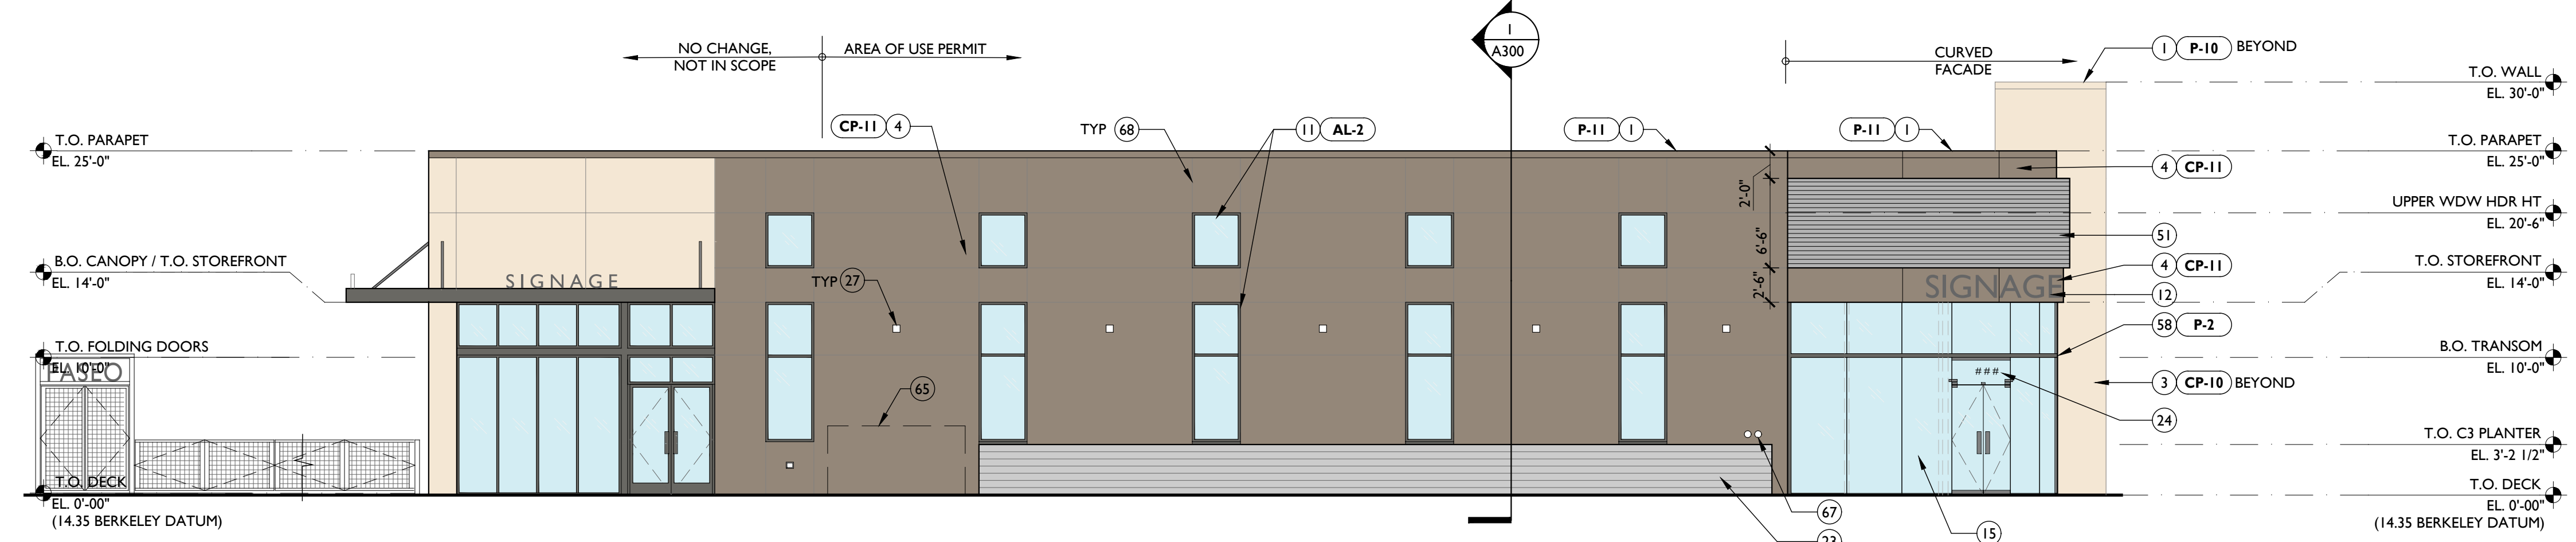 NO CHANGE,
NOT IN SCOPE
AREA OF USE PERMIT
1
A300
CURVED
FACADE
1 P-10 BEYOND
T.O. WALL
EL. 30'-0"
T.O. PARAPET
EL. 25'-0"
CP-11 4
TYP 68
11 AL-2
P-11 1
P-11 1
T.O. PARAPET
EL. 25'-0"
4 CP-11
2'-0"
UPPER WDW HDR HT
EL. 20'-6"
51
6'-6"
B.O. CANOPY / T.O. STOREFRONT
EL. 14'-0"
SIGNAGE
TYP 27
2'-6"
SIGNAGE
4 CP-11
T.O. STOREFRONT
EL. 14'-0"
12
58 P-2
T.O. FOLDING DOORS
EL. 10'-0"
PASEO
B.O. TRANSOM
EL. 10'-0"
65
###
3 CP-10 BEYOND
24
T.O. C3 PLANTER
EL. 3'-2 1/2"
T.O. DECK
EL. 0'-00"
(14.35 BERKELEY DATUM)
67
23
15
T.O. DECK
EL. 0'-00"
(14.35 BERKELEY DATUM)